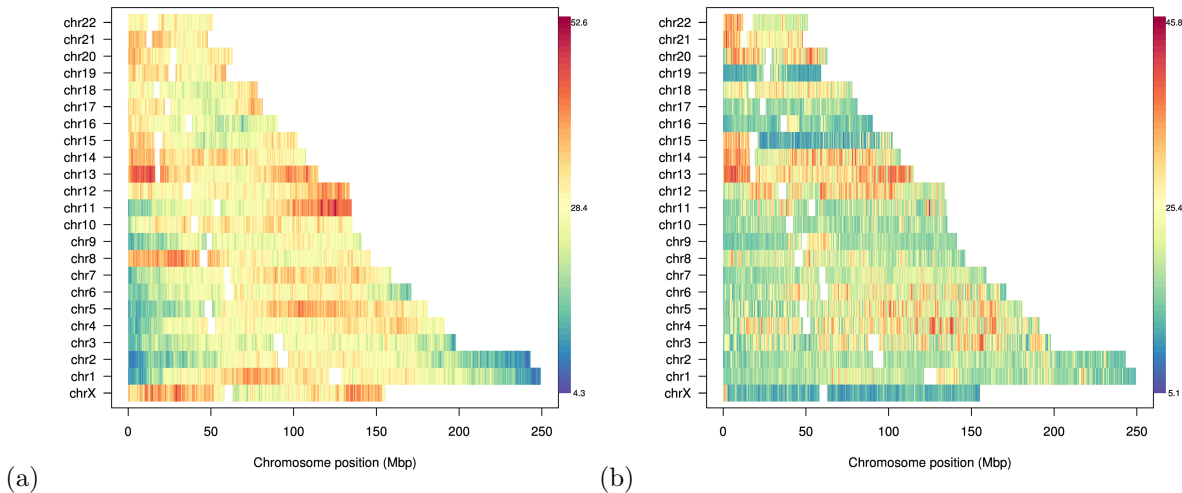 chr22
chr21
chr20
chr19
chr18
chr17
chr16
chr15
chr14
chr13
chr12
chr11
chr10
chr9
chr8
chr7
chr6
chr5
chr4
chr3
chr2
chr1
chrX
0 50 100 150 200 250
Chromosome position (Mbp)
52.6
28.4
4.3
(a)
chr22
chr21
chr20
chr19
chr18
chr17
chr16
chr15
chr14
chr13
chr12
chr11
chr10
chr9
chr8
chr7
chr6
chr5
chr4
chr3
chr2
chr1
chrX
0 50 100 150 200 250
Chromosome position (Mbp)
45.8
25.4
5.1
(b)